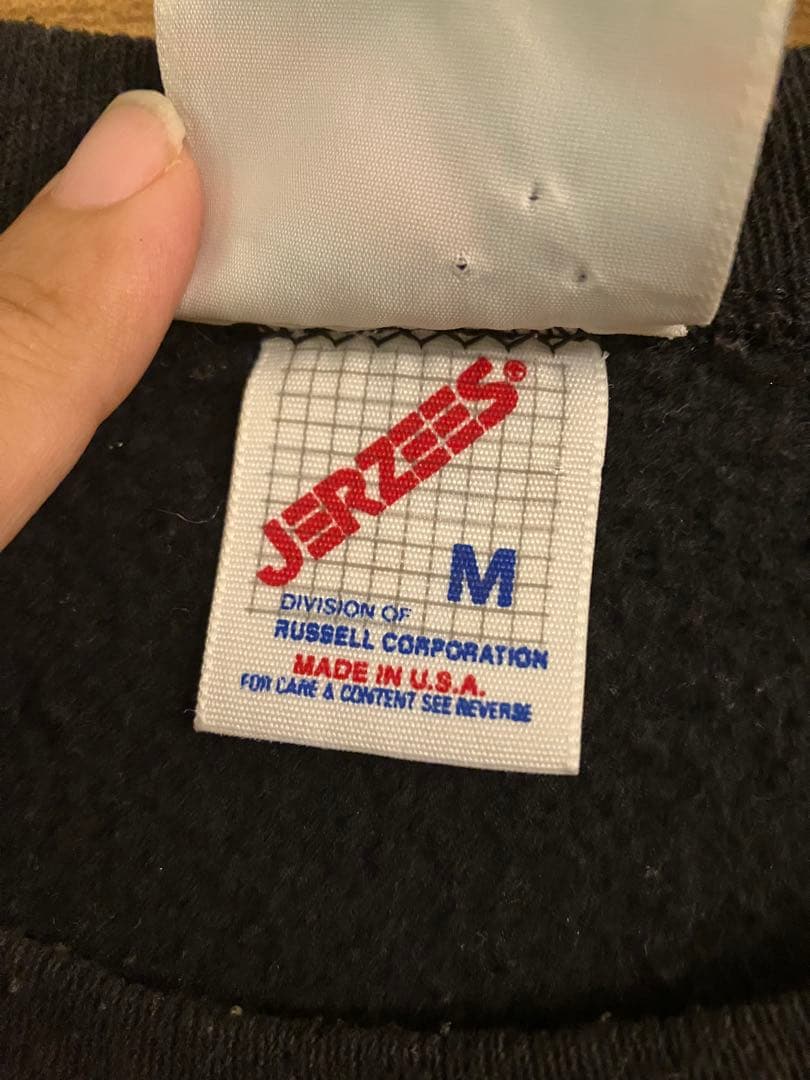 JERZEES®
M
DIVISION OF
RUSSELL CORPORATION
MADE IN U.S.A.
FOR CARE & CONTENT SEE REVERSE